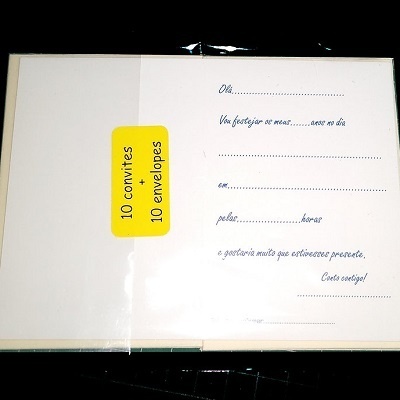 10 convites
+
10 envelopes
Olá,..............................................
Vou festejar os meus.......anos no dia
..................................................................
em................................................................
pelas......................horas
e gostaria muito que estivesses presente.
Conto contigo!
.......................................